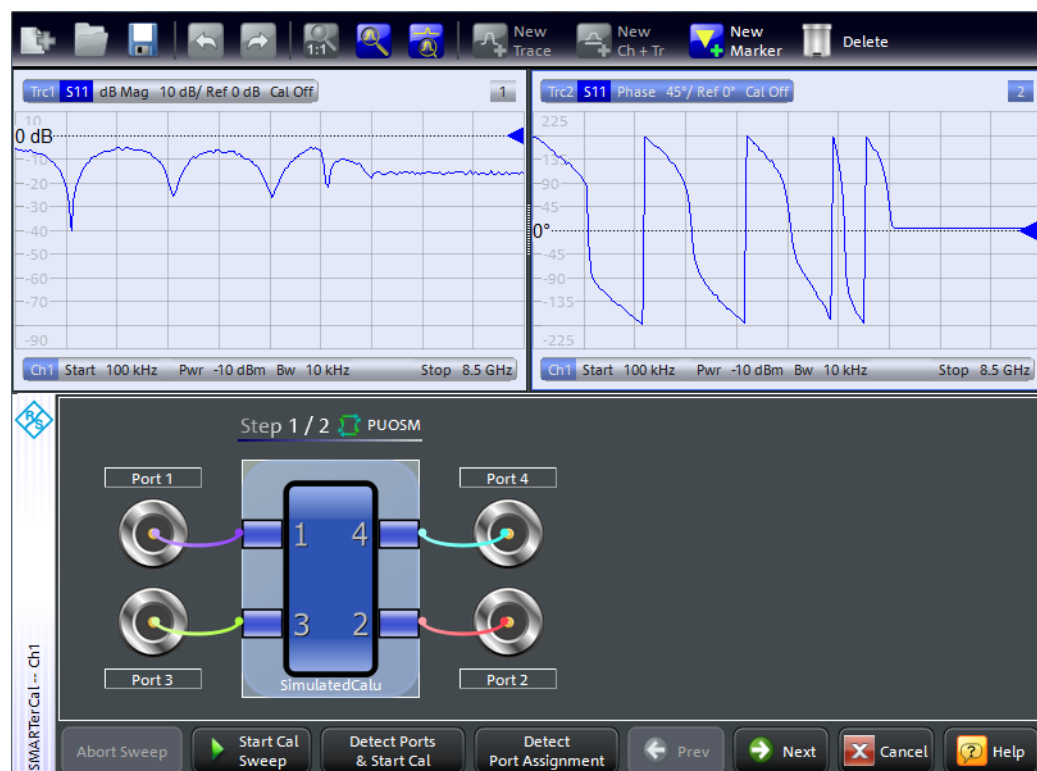 1:1
New
Trace
New
Ch + Tr
New
Marker
Delete
Trc1 S11 dB Mag 10 dB/ Ref 0 dB Cal Off 1
10
0 dB
-10
-20
-30
-40
-50
-60
-70
-90
Ch1 Start 100 kHz Pwr -10 dBm Bw 10 kHz Stop 8.5 GHz
Trc2 S11 Phase 45°/ Ref 0° Cal Off 2
225
135
90
45
0°
-45
-90
-135
-225
Ch1 Start 100 kHz Pwr -10 dBm Bw 10 kHz Stop 8.5 GHz
R&S
SMARTerCal -- Ch1
Step 1 / 2 PUOSM
Port 1
Port 4
1 4
3 2
Port 3
Port 2
SimulatedCalu
Abort Sweep
Start Cal
Sweep
Detect Ports
& Start Cal
Detect
Port Assignment
Prev
Next
Cancel
Help